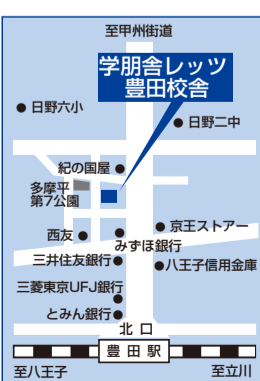 至甲州街道
学朋舎レッツ
豊田校舎
日野六小
日野二中
紀の国屋
多摩平
第7公園
京王ストアー
西友
みずほ銀行
三井住友銀行
八王子信用金庫
三菱東京UFJ銀行
とみん銀行
北口
豊田駅
至八王子
至立川